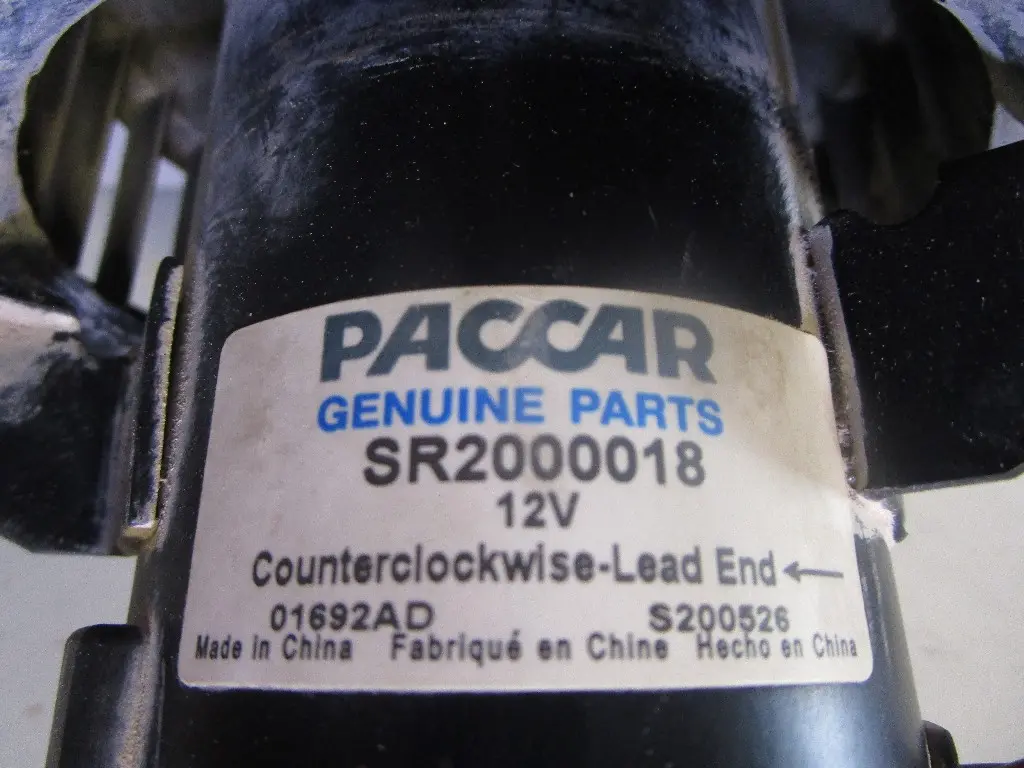 PACCAR
GENUINE PARTS
SR2000018
12V
Counterclockwise-Lead End ←
01692AD S200526
Made in China Fabriqué en Chine Hecho en China